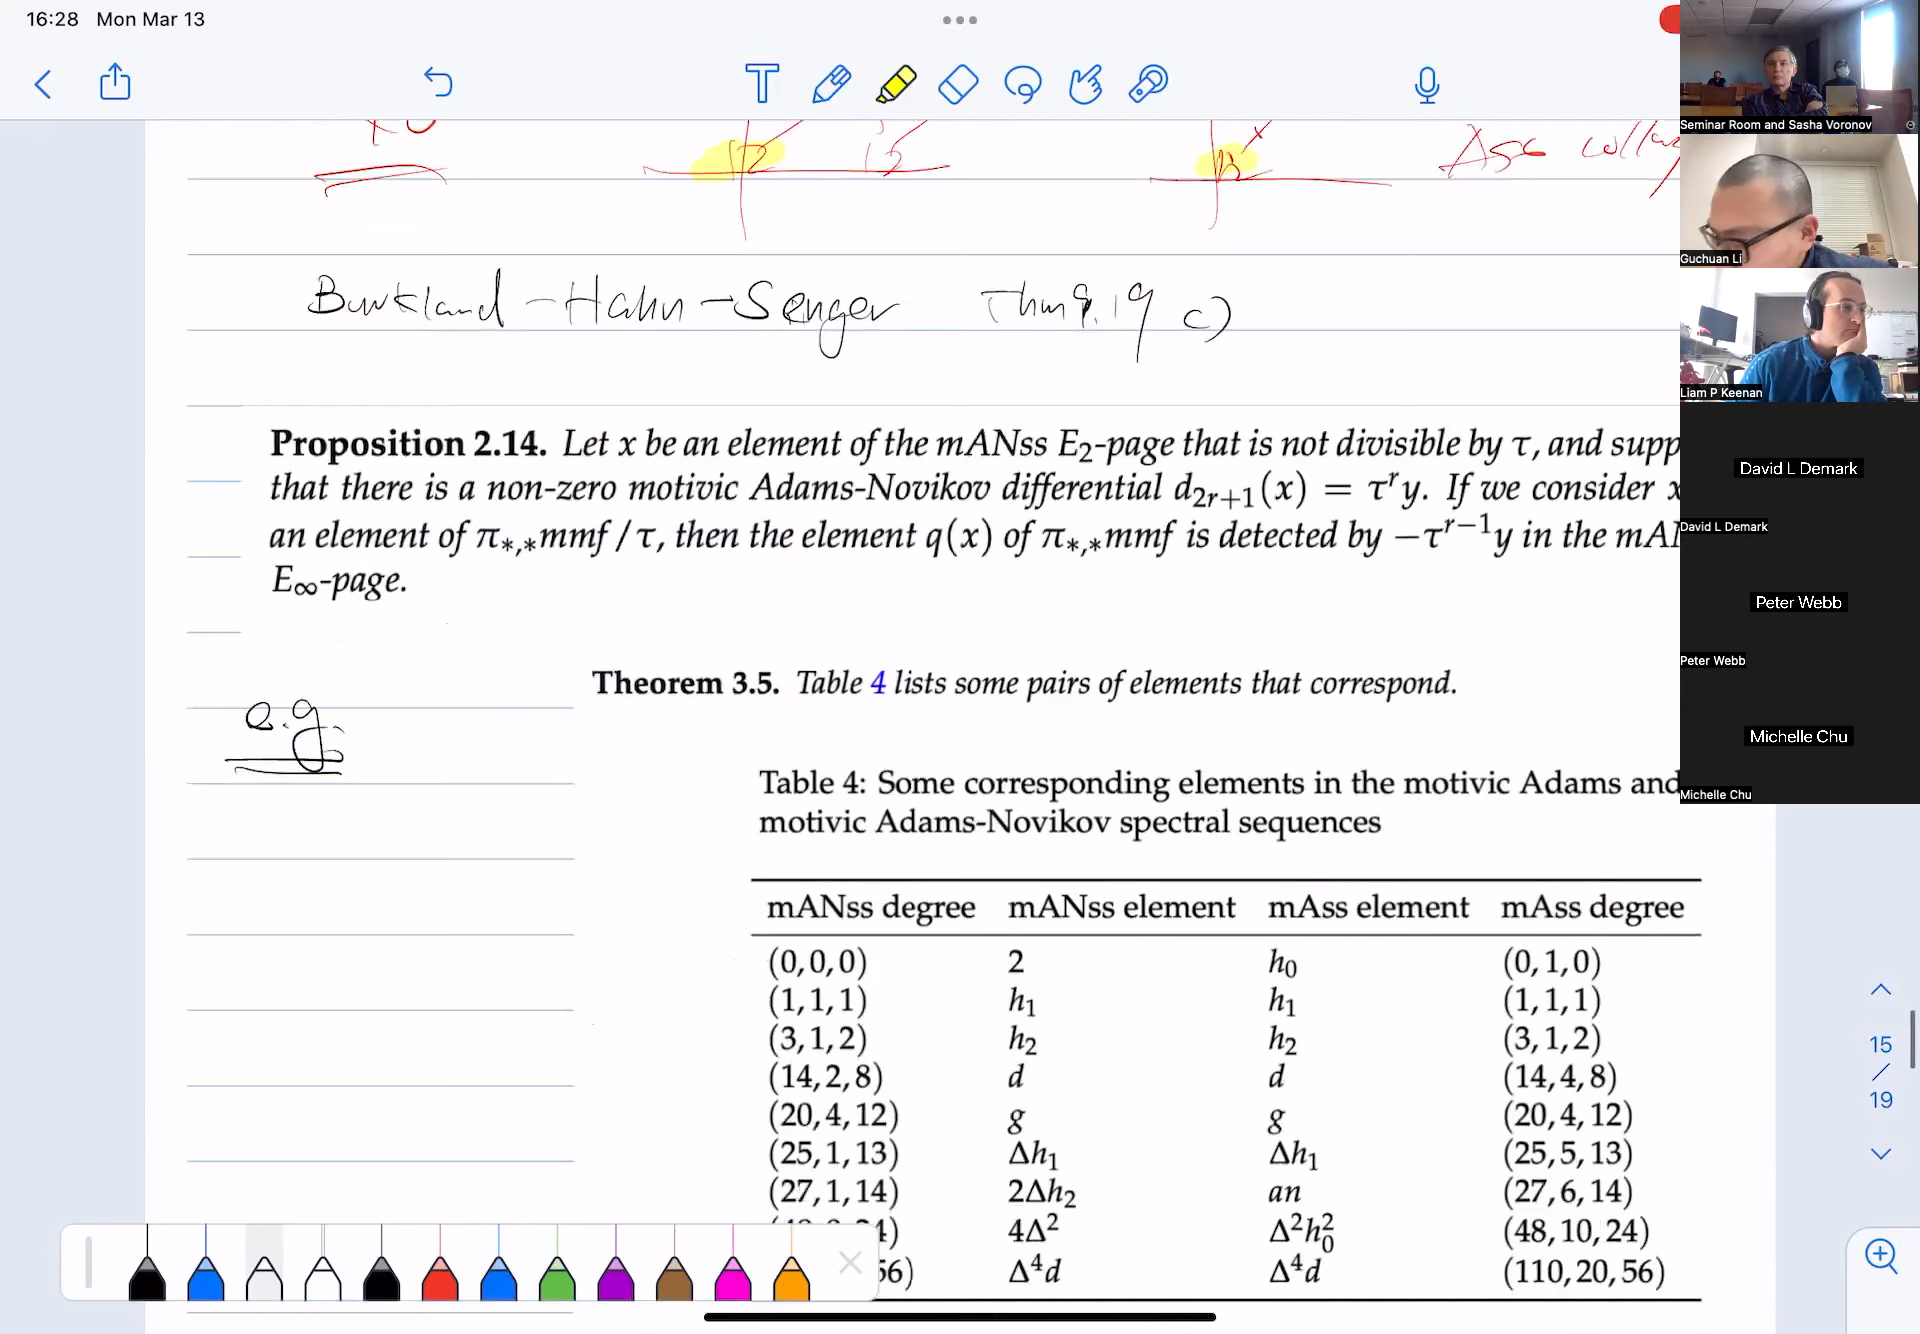 16:28 Mon Mar 13
12
Burkland-Hahn-Senger Thm 9.19 c)
Proposition 2.14. Let x be an element of the mANss E₂-page that is not divisible by τ, and supp
that there is a non-zero motivic Adams-Novikov differential d₂ᵣ₊₁(x) = τʳy. If we consider x
an element of π∗,∗mmf/τ, then the element q(x) of π∗,∗mmf is detected by −τʳ⁻¹y in the mAN
E∞-page.
e.g.
Theorem 3.5. Table 4 lists some pairs of elements that correspond.
Table 4: Some corresponding elements in the motivic Adams and
motivic Adams-Novikov spectral sequences
mANss degree mANss element mAss element mAss degree
(0,0,0) 2 h₀ (0,1,0)
(1,1,1) h₁ h₁ (1,1,1)
(3,1,2) h₂ h₂ (3,1,2)
(14,2,8) d d (14,4,8)
(20,4,12) g g (20,4,12)
(25,1,13) Δh₁ Δh₁ (25,5,13)
(27,1,14) 2Δh₂ an (27,6,14)
4Δ² Δ²h₀² (48,10,24)
56) Δ⁴d Δ⁴d (110,20,56)
15
/
19
Seminar Room and Sasha Voronov
Guchuan Li
Liam P Keenan
David L Demark
David L Demark
Peter Webb
Peter Webb
Michelle Chu
Michelle Chu